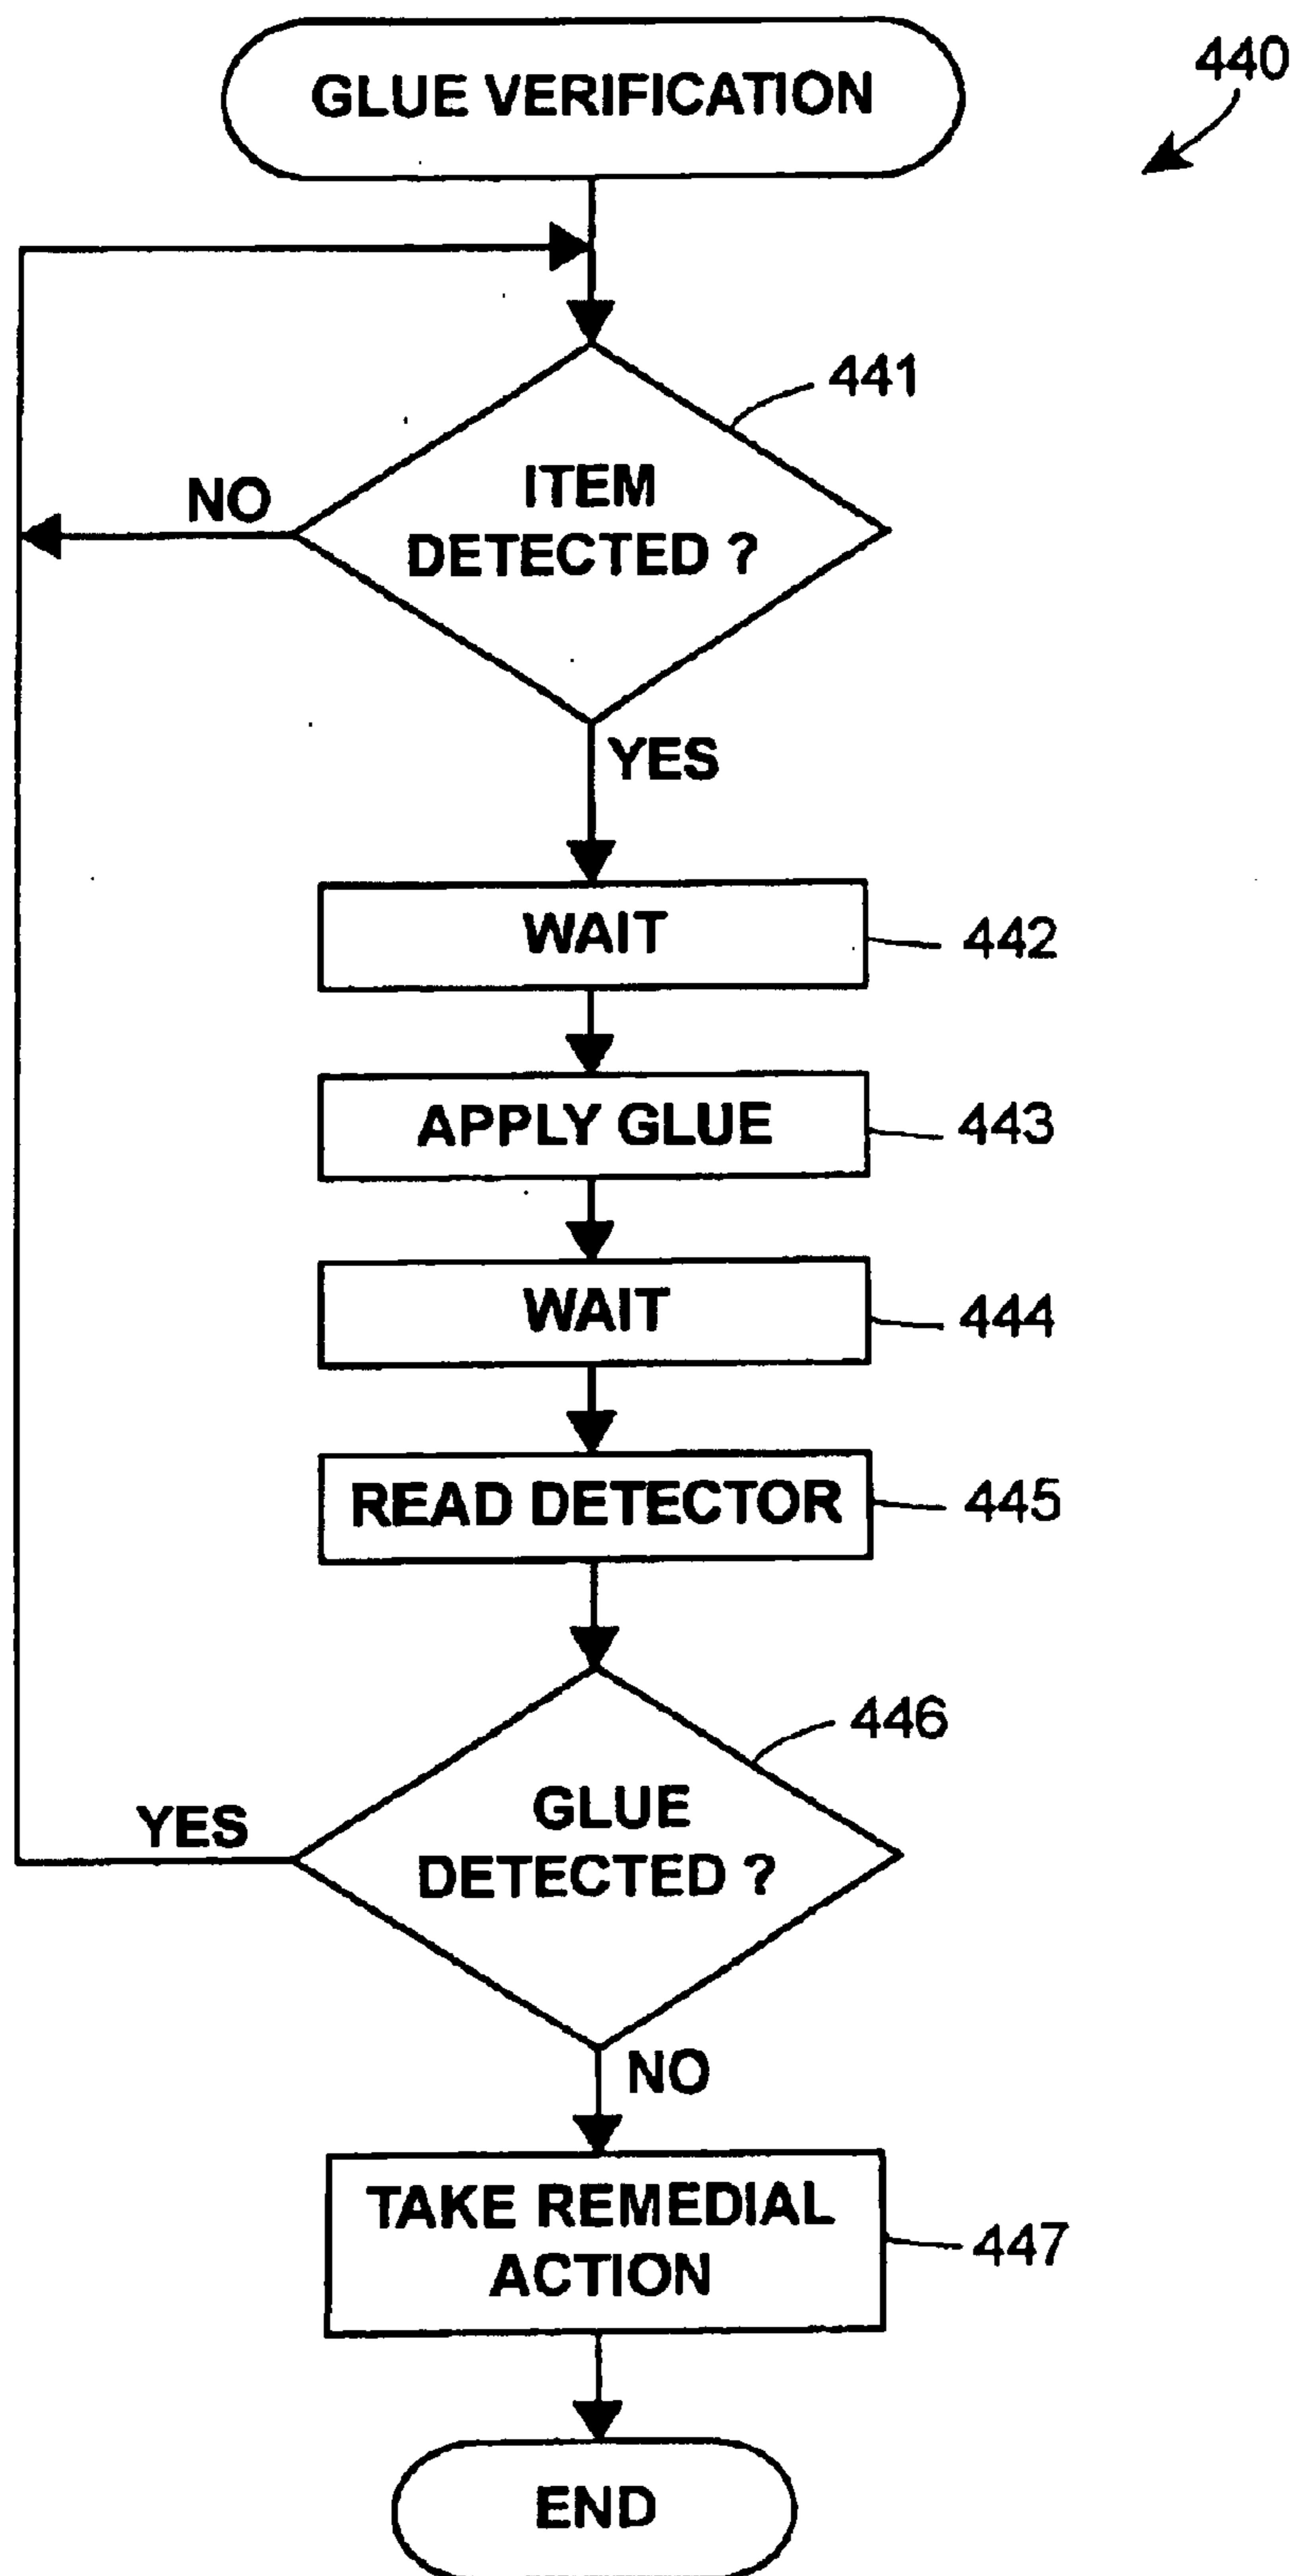 GLUE VERIFICATION
440
441
ITEM
DETECTED ?
NO
YES
WAIT
442
APPLY GLUE
443
WAIT
444
READ DETECTOR
445
446
GLUE
DETECTED ?
YES
NO
TAKE REMEDIAL
ACTION
447
END